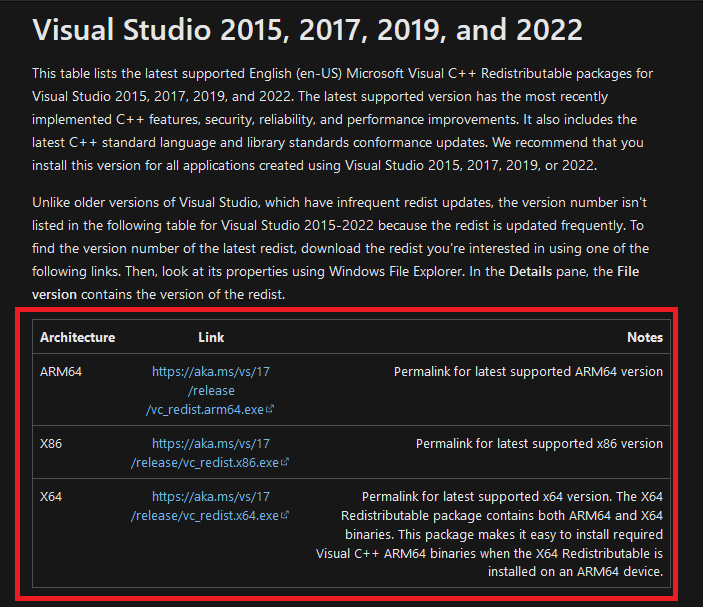 Visual Studio 2015, 2017, 2019, and 2022
This table lists the latest supported English (en-US) Microsoft Visual C++ Redistributable packages for
Visual Studio 2015, 2017, 2019, and 2022. The latest supported version has the most recently
implemented C++ features, security, reliability, and performance improvements. It also includes the
latest C++ standard language and library standards conformance updates. We recommend that you
install this version for all applications created using Visual Studio 2015, 2017, 2019, or 2022.
Unlike older versions of Visual Studio, which have infrequent redist updates, the version number isn't
listed in the following table for Visual Studio 2015-2022 because the redist is updated frequently. To
find the version number of the latest redist, download the redist you're interested in using one of the
following links. Then, look at its properties using Windows File Explorer. In the Details pane, the File
version contains the version of the redist.
Architecture Link Notes
ARM64 https://aka.ms/vs/17 Permalink for latest supported ARM64 version
/release
/vc_redist.arm64.exe
X86 https://aka.ms/vs/17 Permalink for latest supported x86 version
/release/vc_redist.x86.exe
X64 https://aka.ms/vs/17 Permalink for latest supported x64 version. The X64
/release/vc_redist.x64.exe Redistributable package contains both ARM64 and X64
binaries. This package makes it easy to install required
Visual C++ ARM64 binaries when the X64 Redistributable is
installed on an ARM64 device.